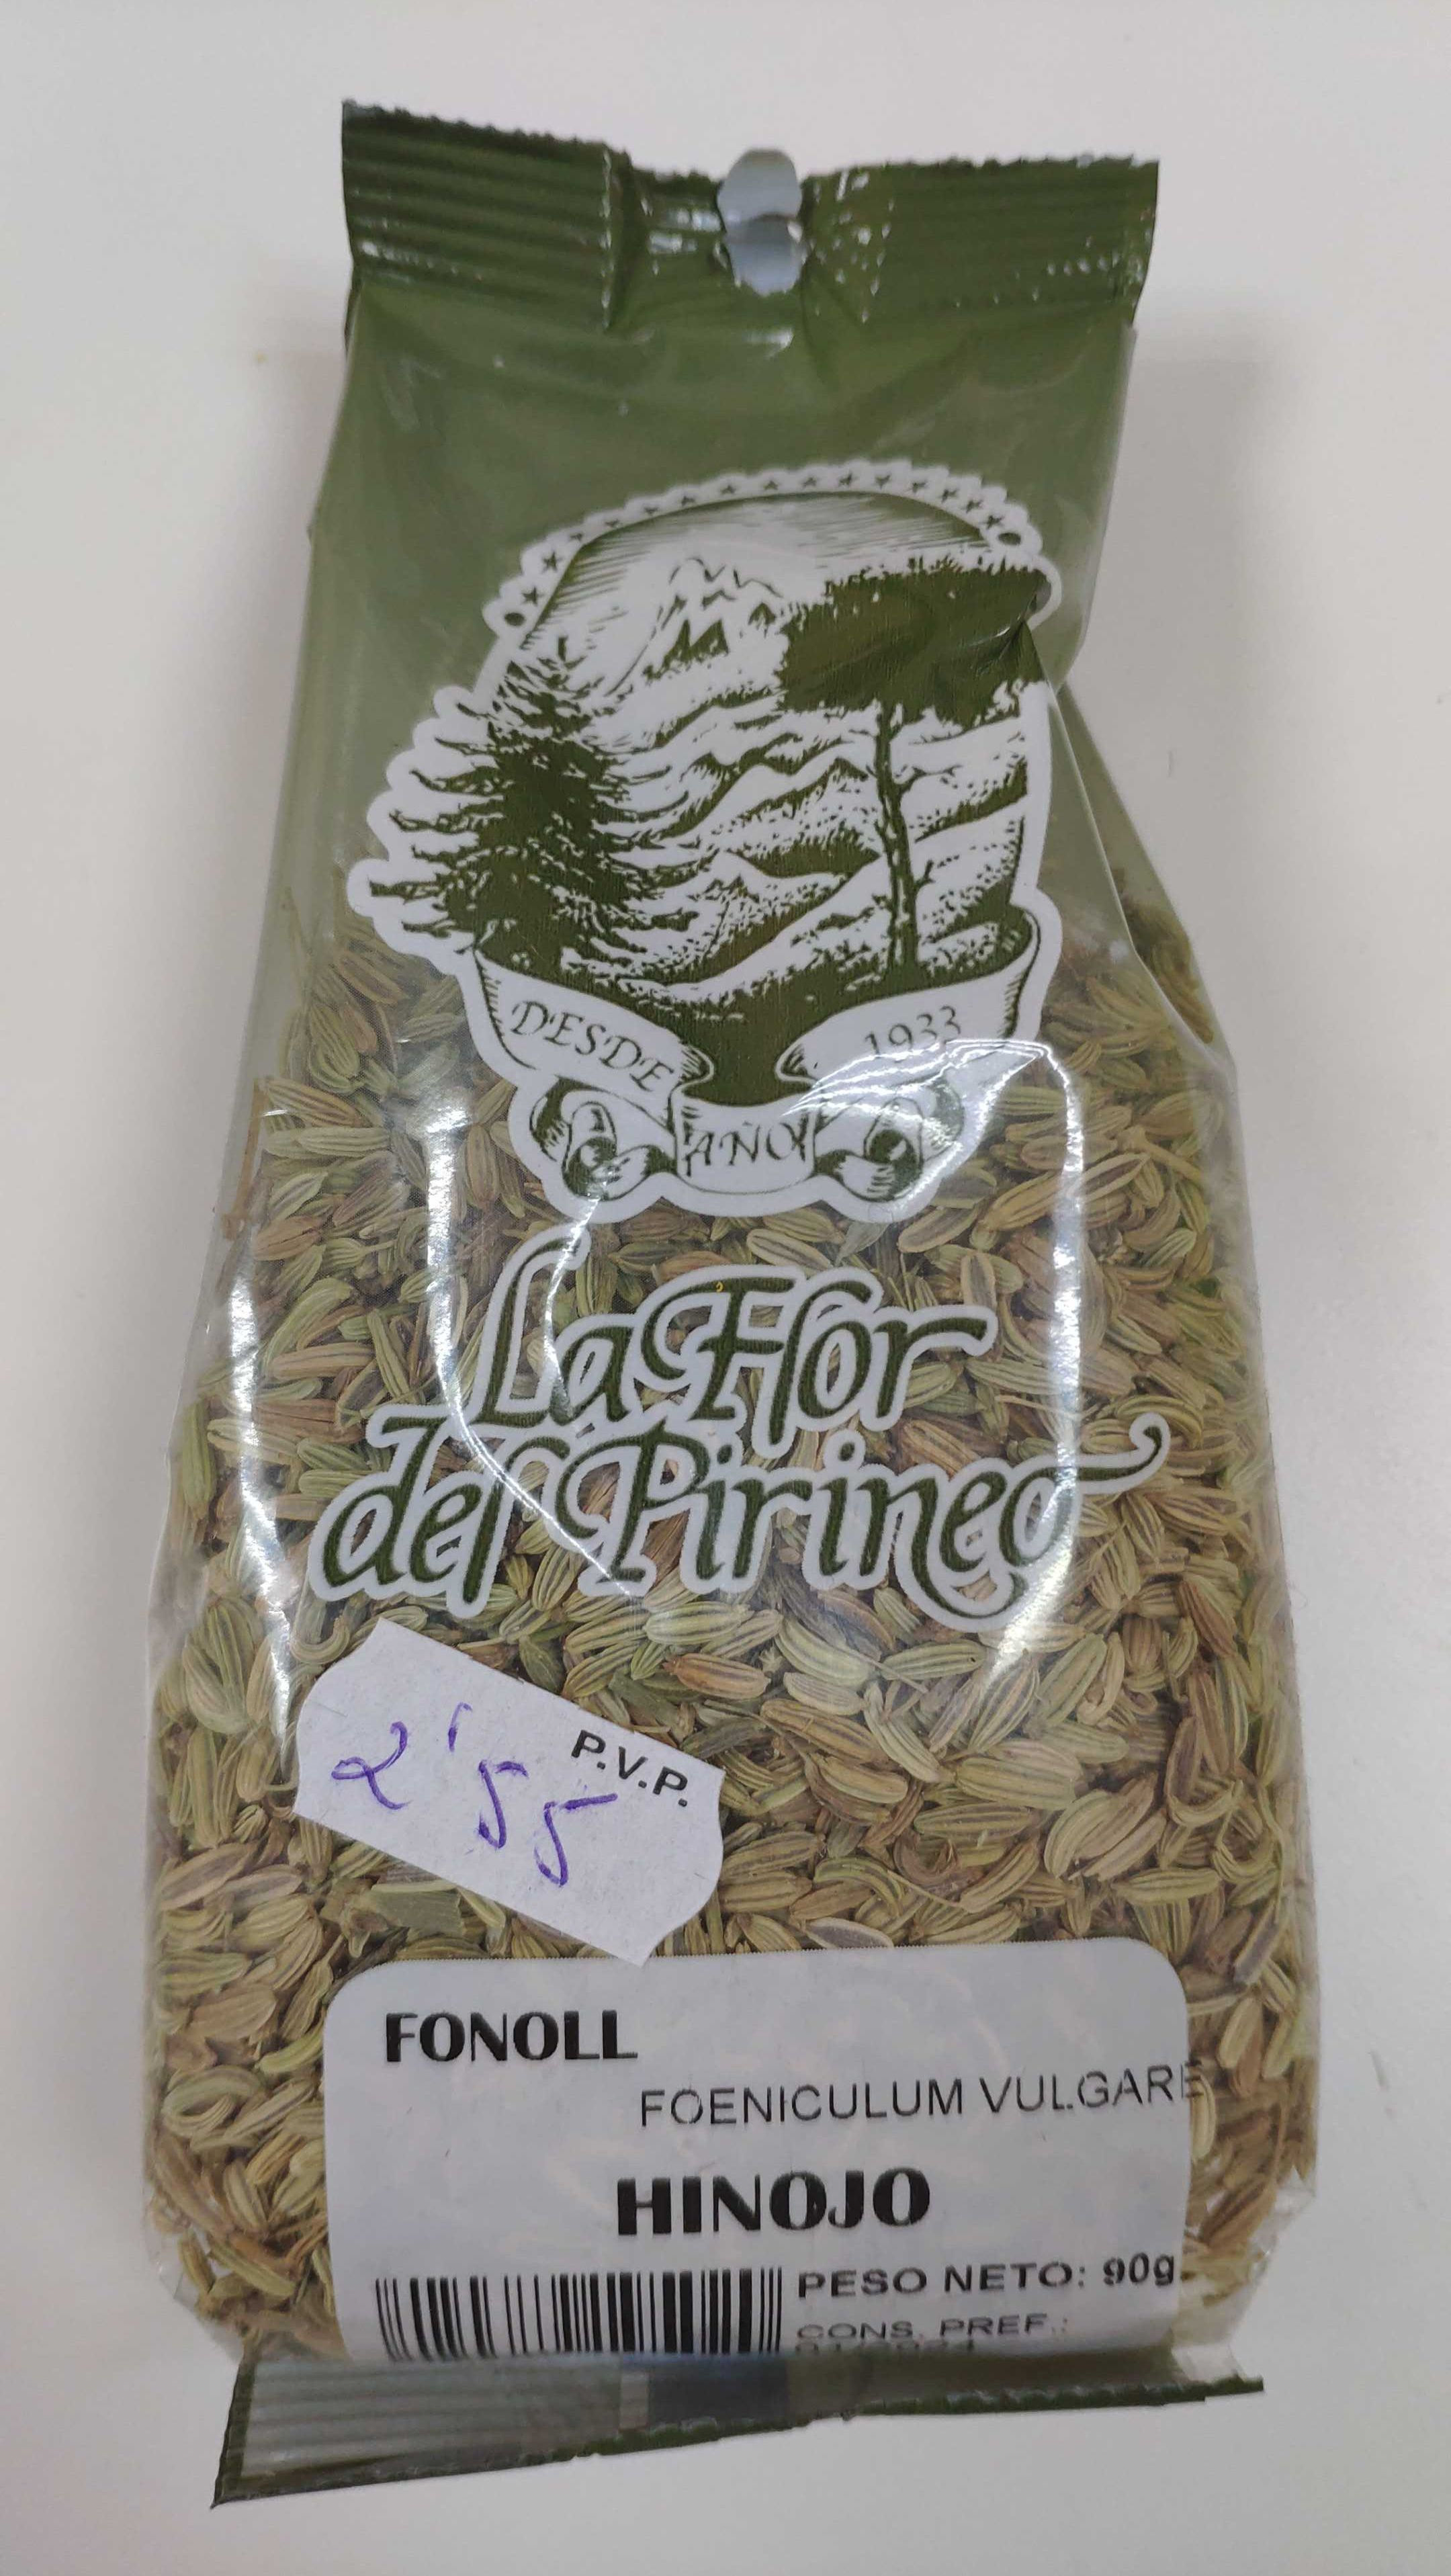 DESDE
1933
AÑO
La Flor
del Pirineo
P.V.P.
2'55
FONOLL
FOENICULUM VULGARE
HINOJO
PESO NETO: 90g
CONS. PREF.: